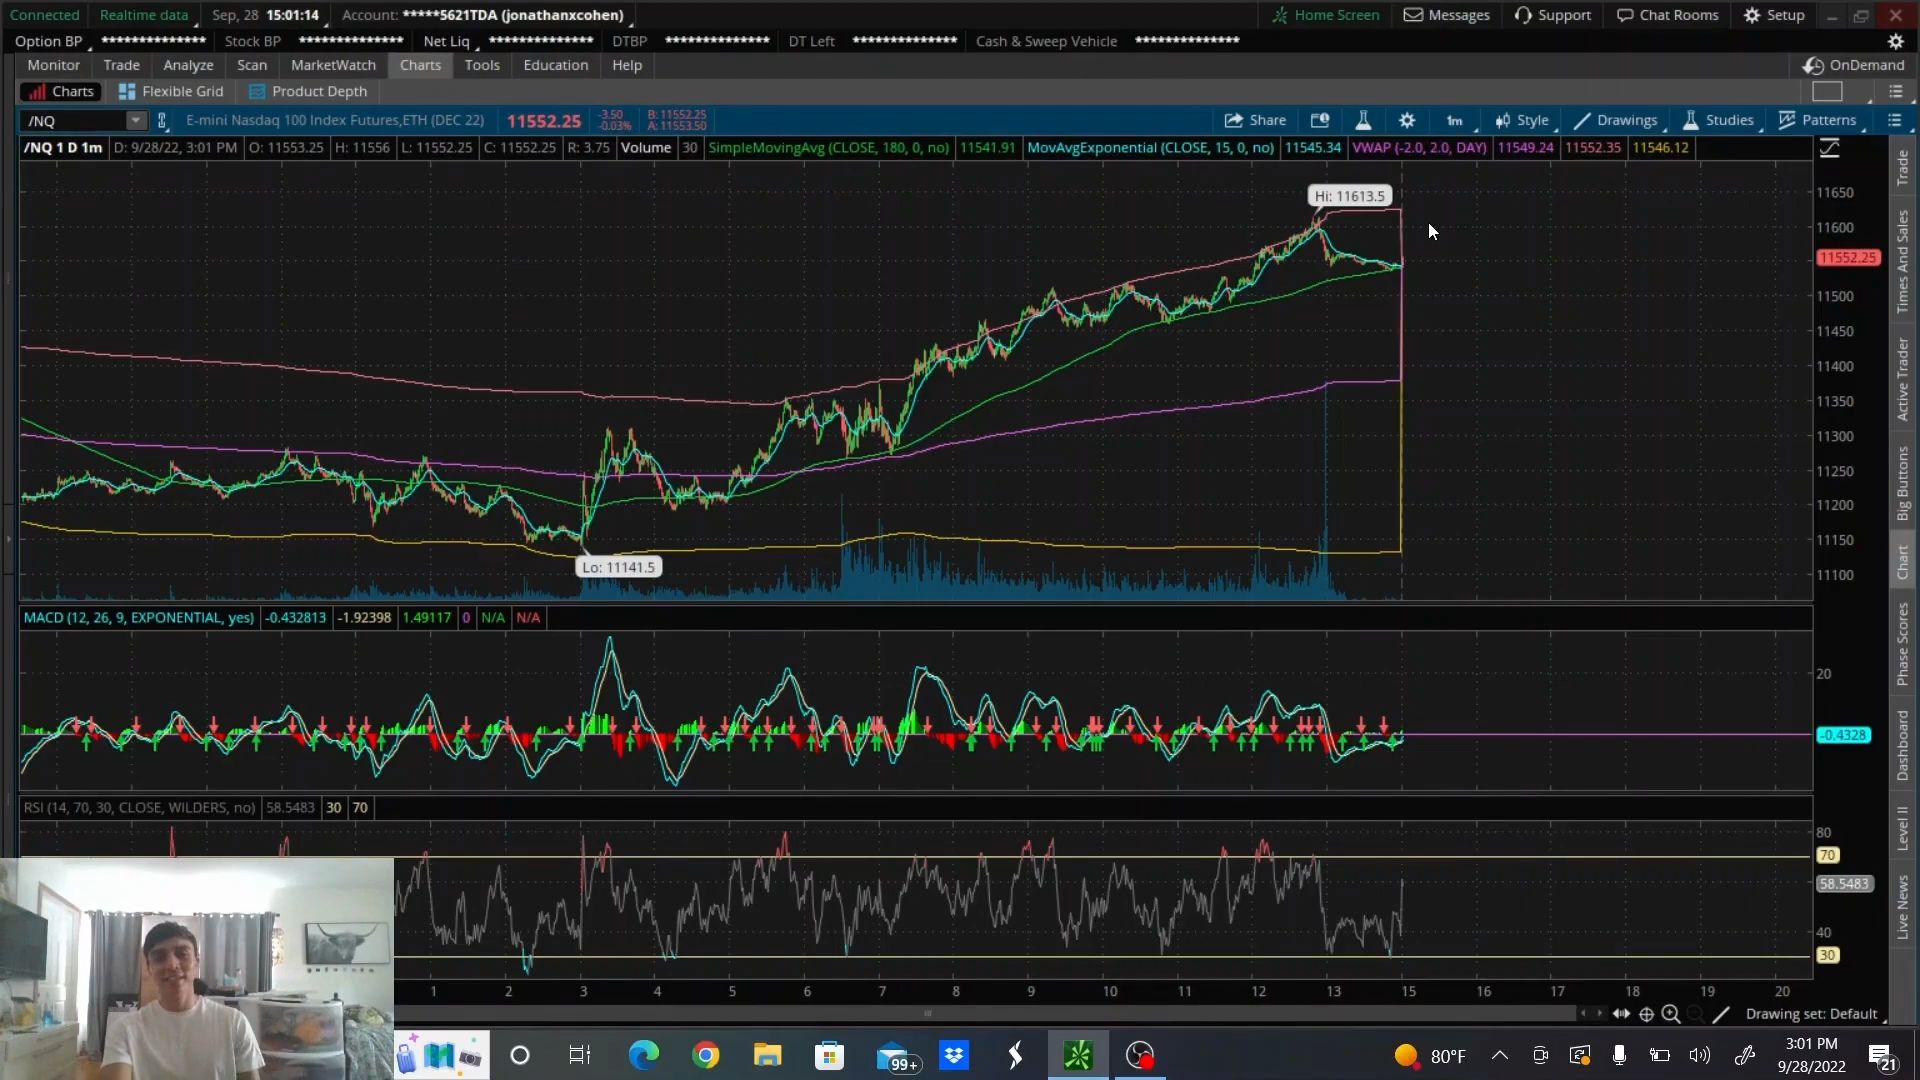 Connected Realtime data Sep, 28 15:01:14 Account: *****5621TDA (jonathanxcohen) Home Screen Messages Support Chat Rooms Setup
Option BP ************** Stock BP ************** Net Liq ************** DTBP ************** DT Left ************** Cash & Sweep Vehicle **************
Monitor Trade Analyze Scan MarketWatch Charts Tools Education Help OnDemand
Charts Flexible Grid Product Depth
/NQ E-mini Nasdaq 100 Index Futures,ETH (DEC 22) 11552.25 -3.50 -0.03% B: 11552.25 A: 11553.50 Share 1m Style Drawings Studies Patterns
/NQ 1 D 1m D: 9/28/22, 3:01 PM O: 11553.25 H: 11556 L: 11552.25 C: 11552.25 R: 3.75 Volume 30 SimpleMovingAvg (CLOSE, 180, 0, no) 11541.91 MovAvgExponential (CLOSE, 15, 0, no) 11545.34 VWAP (-2.0, 2.0, DAY) 11549.24 11552.35 11546.12
Hi: 11613.5
Lo: 11141.5
11650
11600
11552.25
11500
11450
11400
11350
11300
11250
11200
11150
11100
MACD (12, 26, 9, EXPONENTIAL, yes) -0.432813 -1.92398 1.49117 0 N/A N/A
20
-0.4328
RSI (14, 70, 30, CLOSE, WILDERS, no) 58.5483 30 70
80
70
58.5483
40
30
1 2 3 4 5 6 7 8 9 10 11 12 13 15 16 17 18 19 20
Drawing set: Default
Trade
Times And Sales
Active Trader
Big Buttons
Chart
Phase Scores
Dashboard
Level II
Live News
99+
80°F
3:01 PM
9/28/2022
21